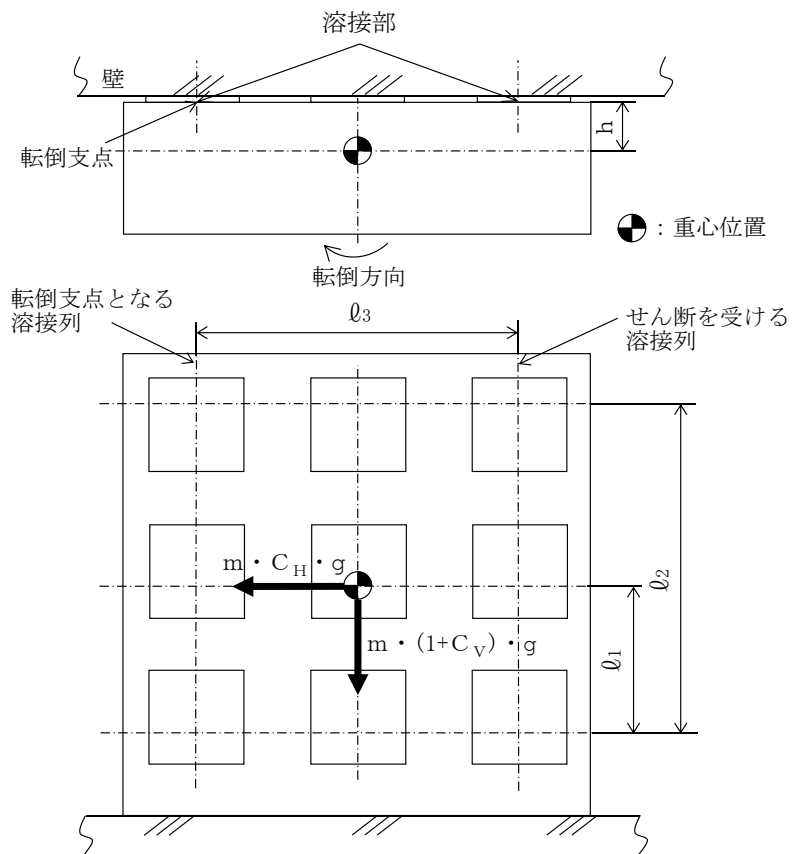 溶接部
壁
転倒支点
h
：重心位置
転倒方向
転倒支点となる
溶接列
ℓ3
せん断を受ける
溶接列
m・CH・g
m・(1+CV)・g
ℓ2
ℓ1